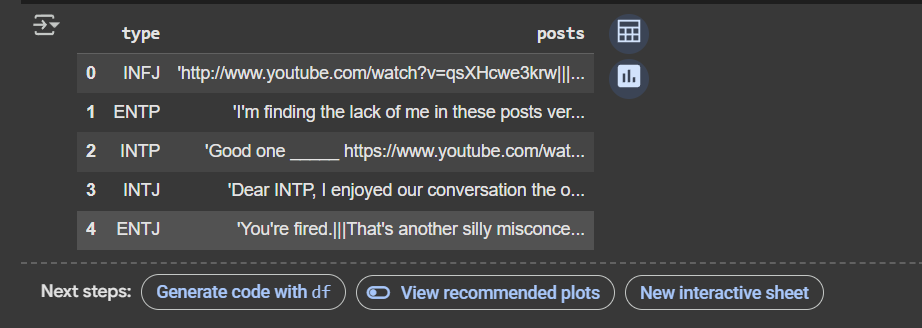 type posts
0 INFJ 'http://www.youtube.com/watch?v=qsXHcwe3krw|||...
1 ENTP 'I'm finding the lack of me in these posts ver...
2 INTP 'Good one _____ https://www.youtube.com/wat...
3 INTJ 'Dear INTP, I enjoyed our conversation the o...
4 ENTJ 'You're fired.|||That's another silly misconce...
Next steps: Generate code with df View recommended plots New interactive sheet